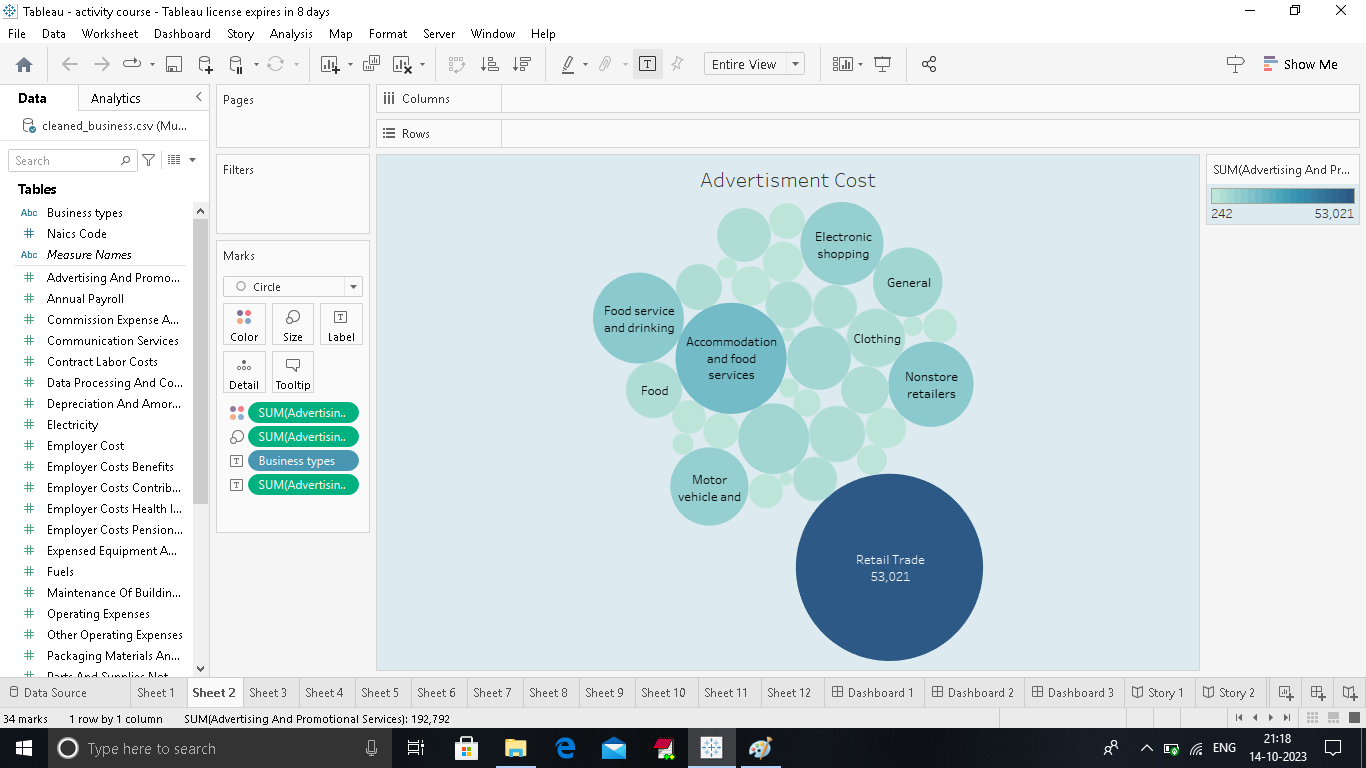 Tableau - activity course - Tableau license expires in 8 days
File Data Worksheet Dashboard Story Analysis Map Format Server Window Help
Entire View
Show Me
Data Analytics
cleaned_business.csv (Mu...
Search
Tables
Abc Business types
Naics Code
Abc Measure Names
Advertising And Promo...
Annual Payroll
Commission Expense A...
Communication Services
Contract Labor Costs
Data Processing And Co...
Depreciation And Amor...
Electricity
Employer Cost
Employer Costs Benefits
Employer Costs Contrib...
Employer Costs Health I...
Employer Costs Pension...
Expensed Equipment A...
Fuels
Maintenance Of Buildin...
Operating Expenses
Other Operating Expenses
Packaging Materials An...
Parts And Supplies Not
Pages
Filters
Marks
Circle
Color Size Label
Detail Tooltip
SUM(Advertisin..
SUM(Advertisin..
Business types
SUM(Advertisin..
Columns
Rows
Advertisment Cost
Electronic
shopping
General
Food service
and drinking
Accommodation
and food
services
Clothing
Food
Nonstore
retailers
Motor
vehicle and
Retail Trade
53,021
SUM(Advertising And Pr...
242 53,021
Data Source Sheet 1 Sheet 2 Sheet 3 Sheet 4 Sheet 5 Sheet 6 Sheet 7 Sheet 8 Sheet 9 Sheet 10 Sheet 11 Sheet 12 Dashboard 1 Dashboard 2 Dashboard 3 Story 1 Story 2
34 marks 1 row by 1 column SUM(Advertising And Promotional Services): 192,792
Type here to search
ENG
21:18
14-10-2023